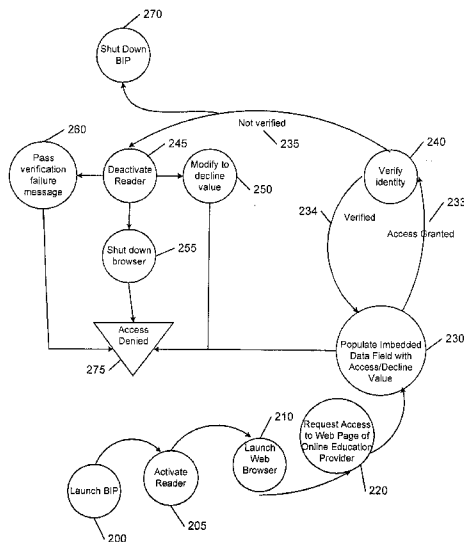 270
Shut Down
BIP
Not verified
235
260
Pass
verification
failure
message
245
Deactivate
Reader
Modify to
decline
value
250
240
Verify
identity
234
Verified
233
Access Granted
Shut down
browser
255
Access
Denied
275
Populate Imbedded
Data Field with
Access/Decline
Value
230
Launch BIP
200
Activate
Reader
205
210
Launch
Web
Browser
Request Access
to Web Page of
Online Education
Provider
220